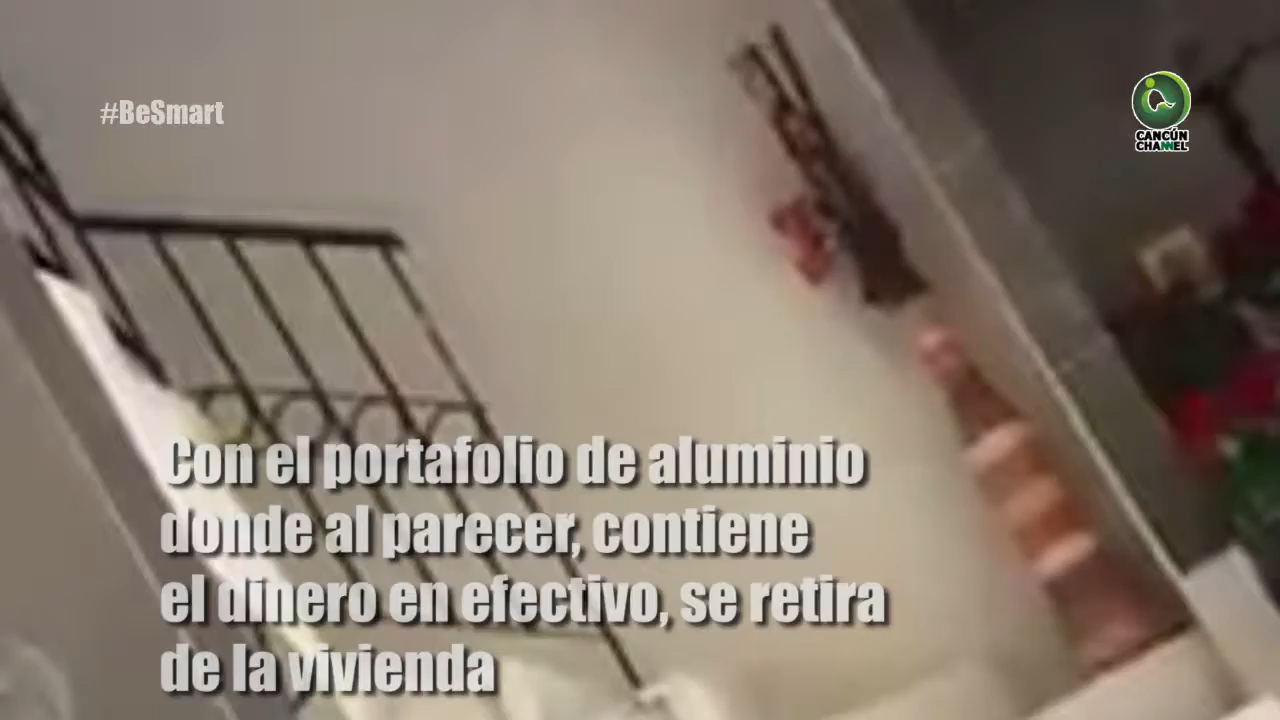 #BeSmart
CANCÚN
CHANNEL
Con el portafolio de aluminio
donde al parecer, contiene
el dinero en efectivo, se retira
de la vivienda